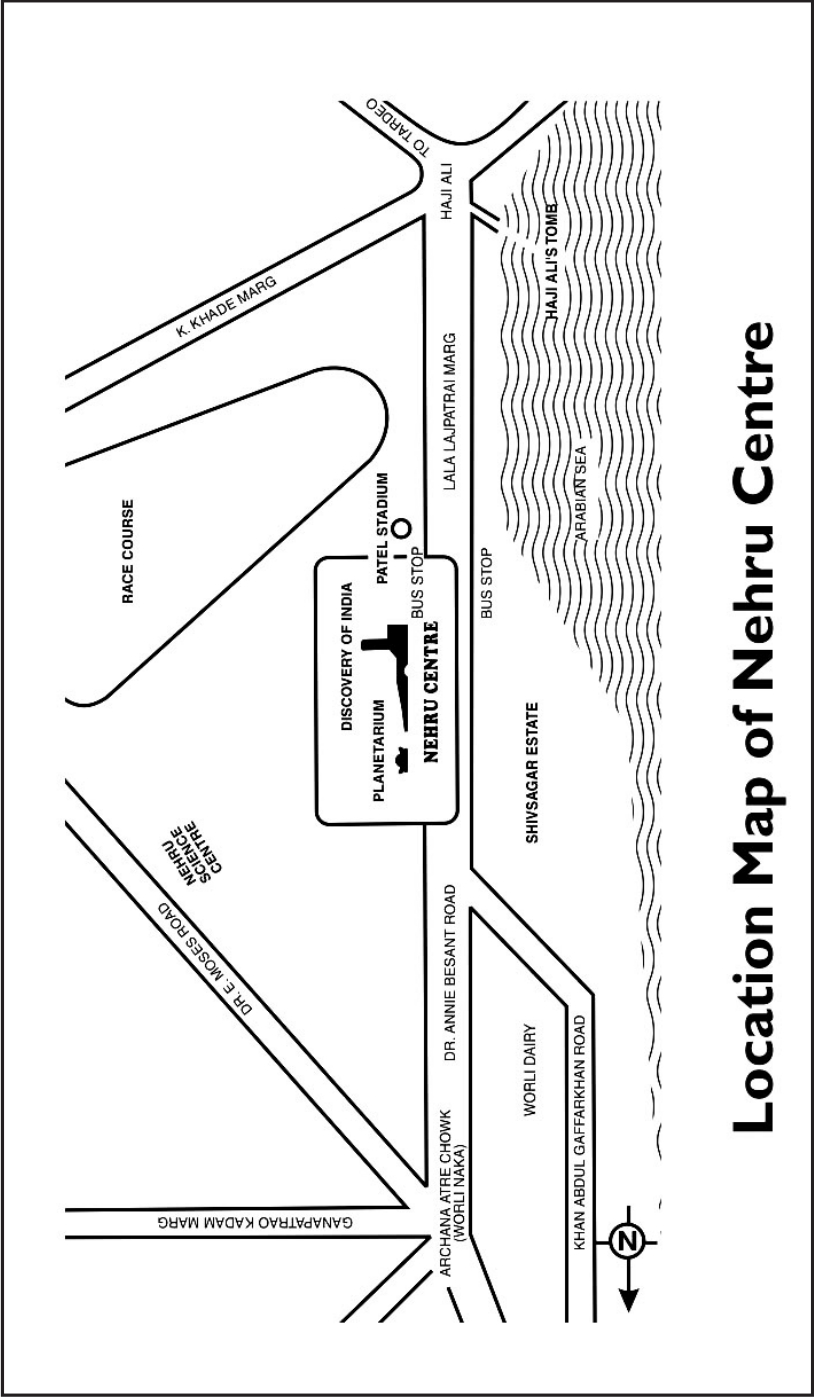 TO TARDEO
HAJI ALI
K. KHADE MARG
HAJI ALI'S TOMB
LALA LAJPATRAI MARG
ARABIAN SEA
RACE COURSE
PATEL STADIUM
BUS STOP
BUS STOP
DISCOVERY OF INDIA
PLANETARIUM
NEHRU CENTRE
SHIVSAGAR ESTATE
NEHRU
SCIENCE
CENTRE
DR. E. MOSES ROAD
DR. ANNIE BESANT ROAD
WORLI DAIRY
KHAN ABDUL GAFFARKHAN ROAD
GANAPATRAO KADAM MARG
ARCHANA ATRE CHOWK
(WORLI NAKA)
N
Location Map of Nehru Centre